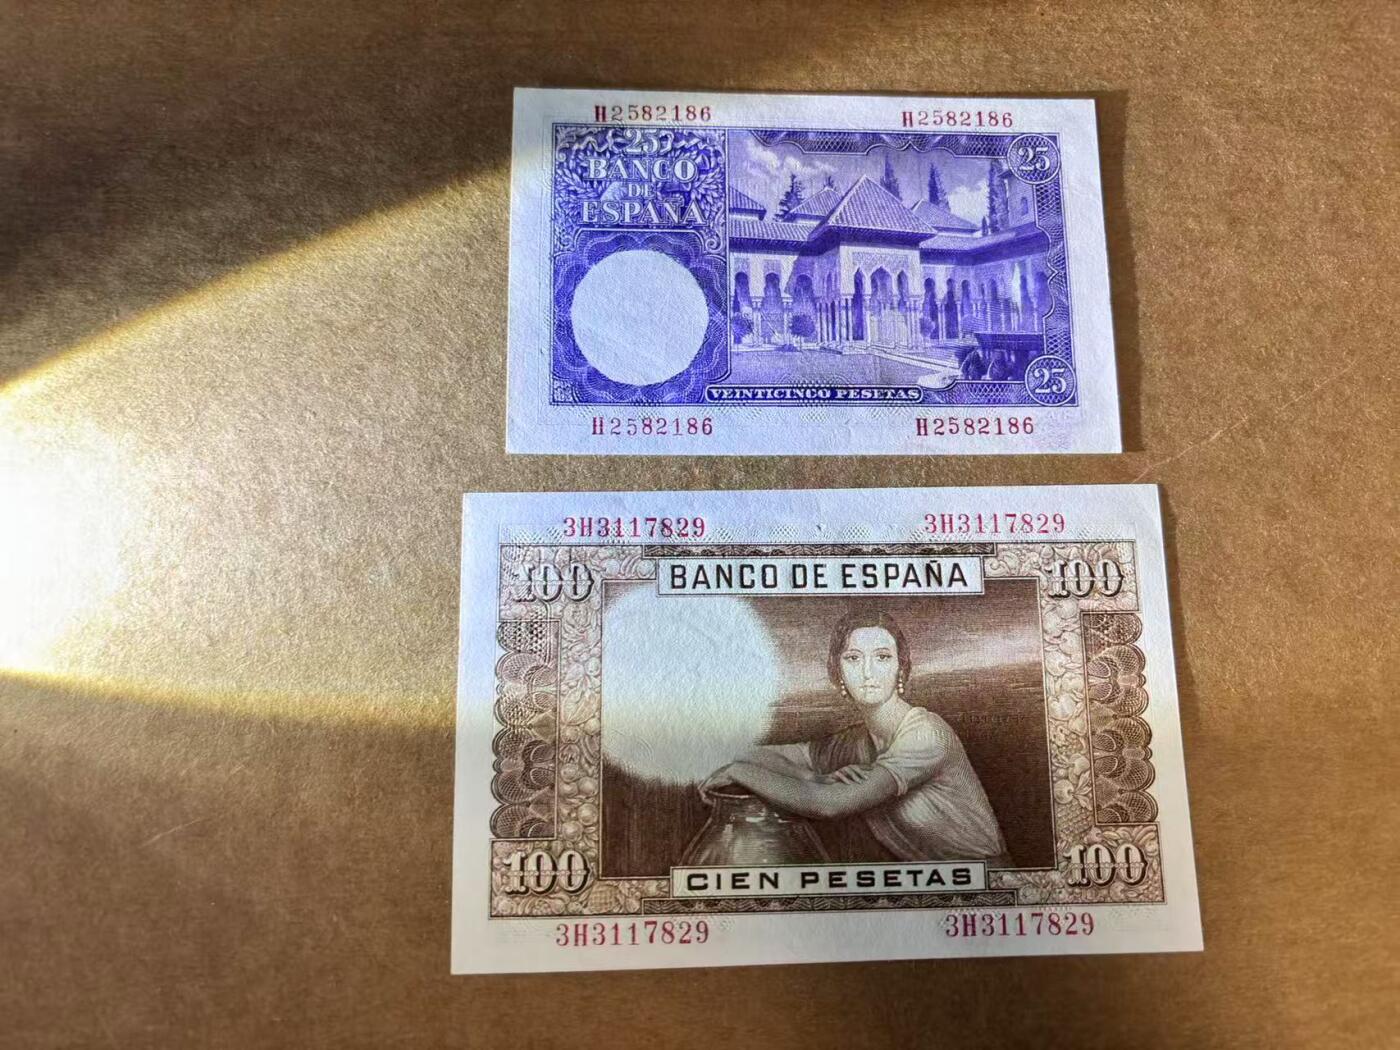 H2582186 H2582186
25
BANCO
DE
ESPAÑA
25
25
VEINTICINCO PESETAS
H2582186 H2582186
3H3117829 3H3117829
100 BANCO DE ESPAÑA 100
100 CIEN PESETAS 100
3H3117829 3H3117829